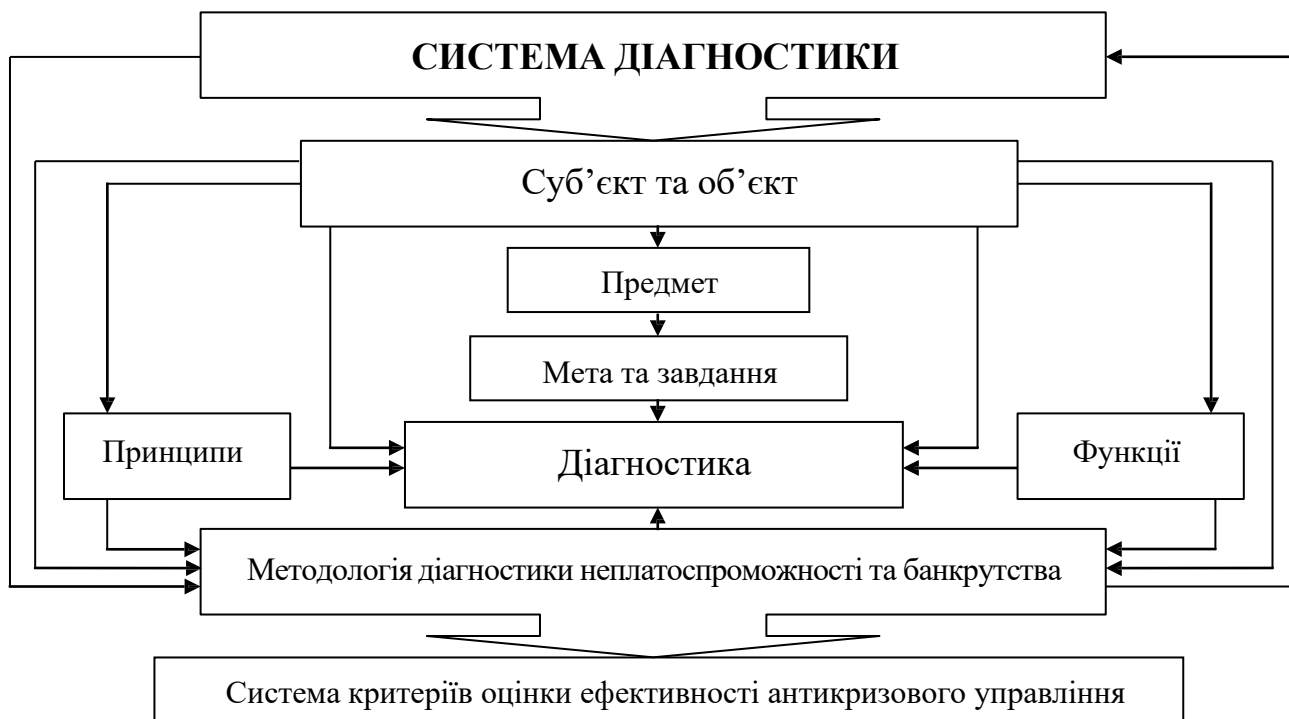 СИСТЕМА ДІАГНОСТИКИ
Суб’єкт та об’єкт
Предмет
Мета та завдання
Принципи
Діагностика
Функції
Методологія діагностики неплатоспроможності та банкрутства
Система критеріїв оцінки ефективності антикризового управління